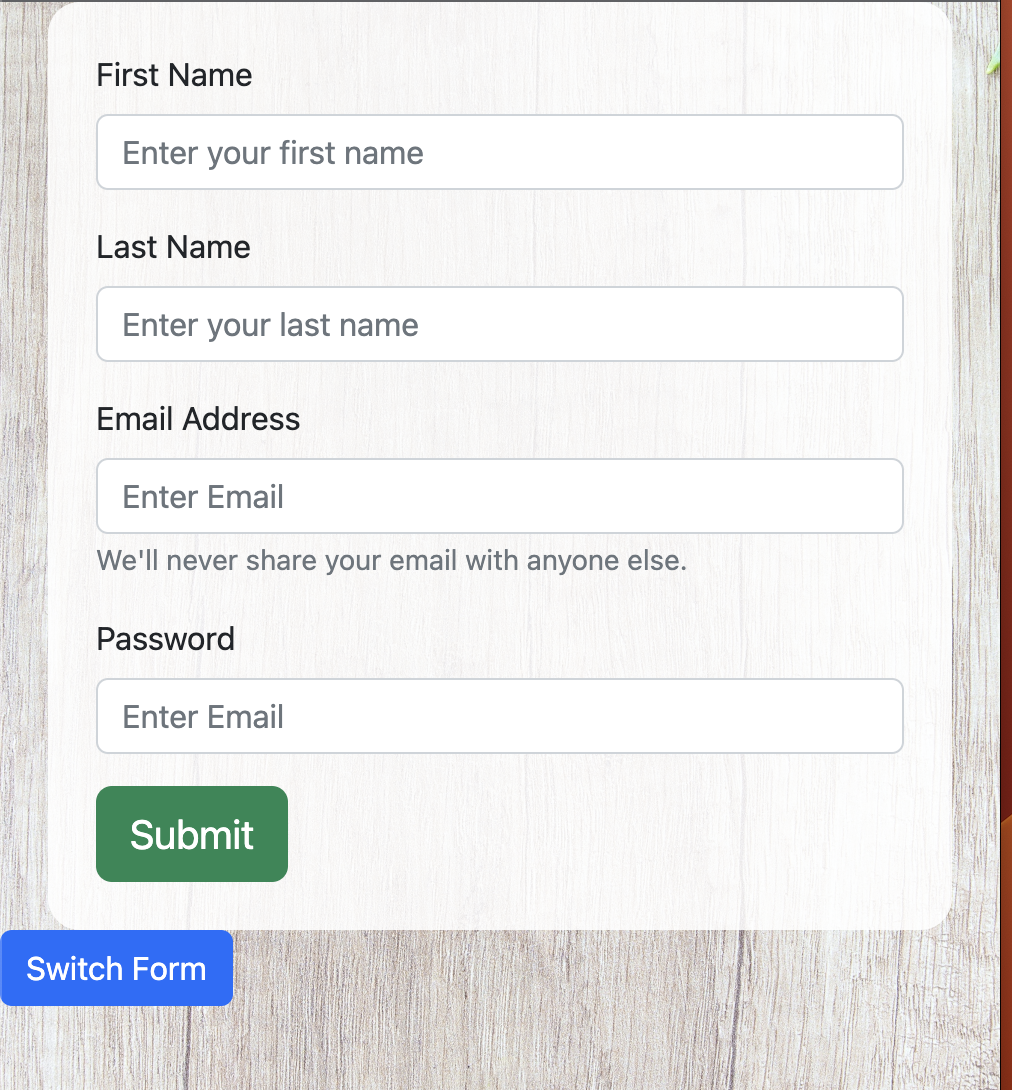 First Name
Enter your first name
Last Name
Enter your last name
Email Address
Enter Email
We'll never share your email with anyone else.
Password
Enter Email
Submit
Switch Form